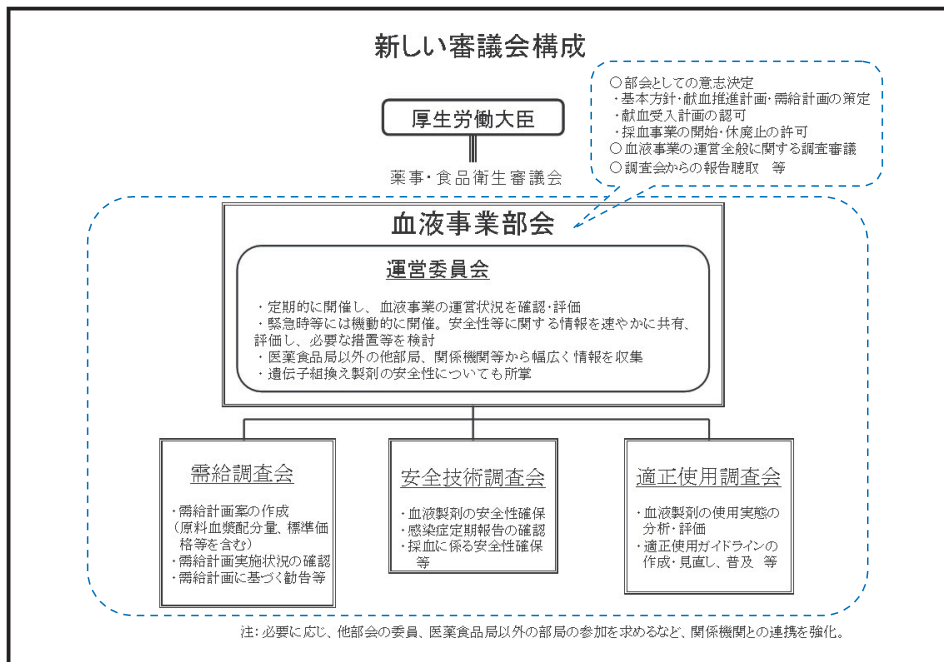 新しい審議会構成
○部会としての意志決定
・基本方針・献血推進計画・需給計画の策定
・献血受入計画の認可
・採血事業の開始・休廃止の許可
○血液事業の運営全般に関する調査審議
○調査会からの報告聴取　等
厚生労働大臣
薬事・食品衛生審議会
血液事業部会
運営委員会
・定期的に開催し、血液事業の運営状況を確認・評価
・緊急時等には機動的に開催。安全性等に関する情報を速やかに共有、
評価し、必要な措置等を検討
・医薬食品局以外の他部局、関係機関等から幅広く情報を収集
・遺伝子組換え製剤の安全性についても所掌
需給調査会
・需給計画案の作成
（原料血漿配分量、標準価
格等を含む）
・需給計画実施状況の確認
・需給計画に基づく勧告等
安全技術調査会
・血液製剤の安全性確保
・感染症定期報告の確認
・採血に係る安全性確保
等
適正使用調査会
・血液製剤の使用実態の
分析・評価
・適正使用ガイドラインの
作成・見直し、普及　等
注：必要に応じ、他部会の委員、医薬食品局以外の部局の参加を求めるなど、関係機関との連携を強化。